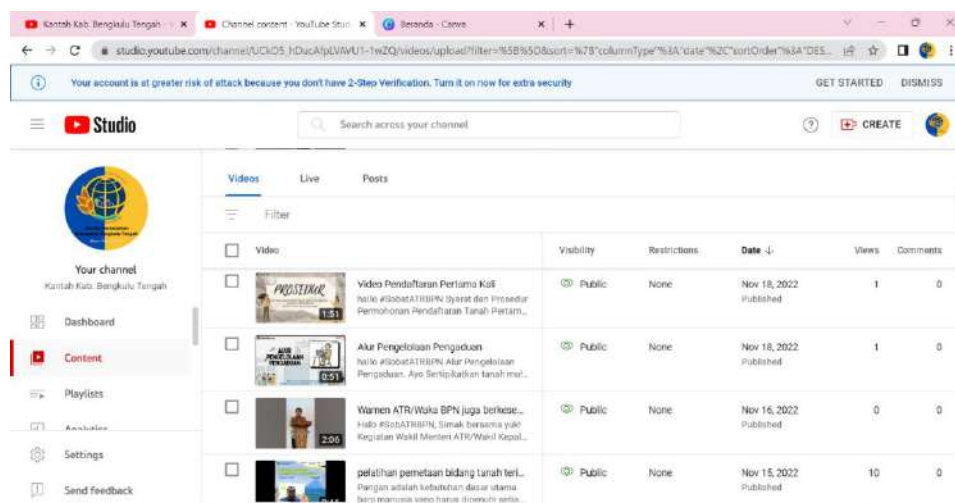 Kantah Kab. Bengkulu Tengah -
Channel content - YouTube Stud
Beranda - Canva
studio.youtube.com/channel/UCkO5_hDucAfpLVAVU1-1wZQ/videos/upload?filter=%5B%5D&sort=%7B"columnType"%3A"date"%2C"sortOrder"%3A"DES...
Your account is at greater risk of attack because you don't have 2-Step Verification. Turn it on now for extra security
GET STARTED DISMISS
Studio
Search across your channel
CREATE
Your channel
Kantah Kab. Bengkulu Tengah
Dashboard
Content
Playlists
Analytics
Settings
Send feedback
Videos Live Posts
Filter
Video Visibility Restrictions Date Views Comments
PROSEDUR
1:51
Video Pendaftaran Pertama Kali
hallo #SobatATRBPN Syarat dan Prosedur
Permohonan Pendaftaran Tanah Pertam...
Public None Nov 18, 2022 1 0
Published
ALUR
PENGELOLAAN
PENGADUAN
0:51
Alur Pengelolaan Pengaduan
hallo #SobatATRBPN Alur Pengelolaan
Pengaduan. Ayo Sertipikatkan tanah mu!...
Public None Nov 18, 2022 1 0
Published
2:06
Wamen ATR/Waka BPN juga berkese...
Halo #SobATRBPN, Simak bersama yuk!
Kegiatan Wakil Menteri ATR/Wakil Kepal...
Public None Nov 16, 2022 0 0
Published
pelatihan pemetaan bidang tanah teri...
Pangan adalah kebutuhan dasar utama
bagi manusia yang harus dipenuhi setia...
Public None Nov 15, 2022 10 0
Published